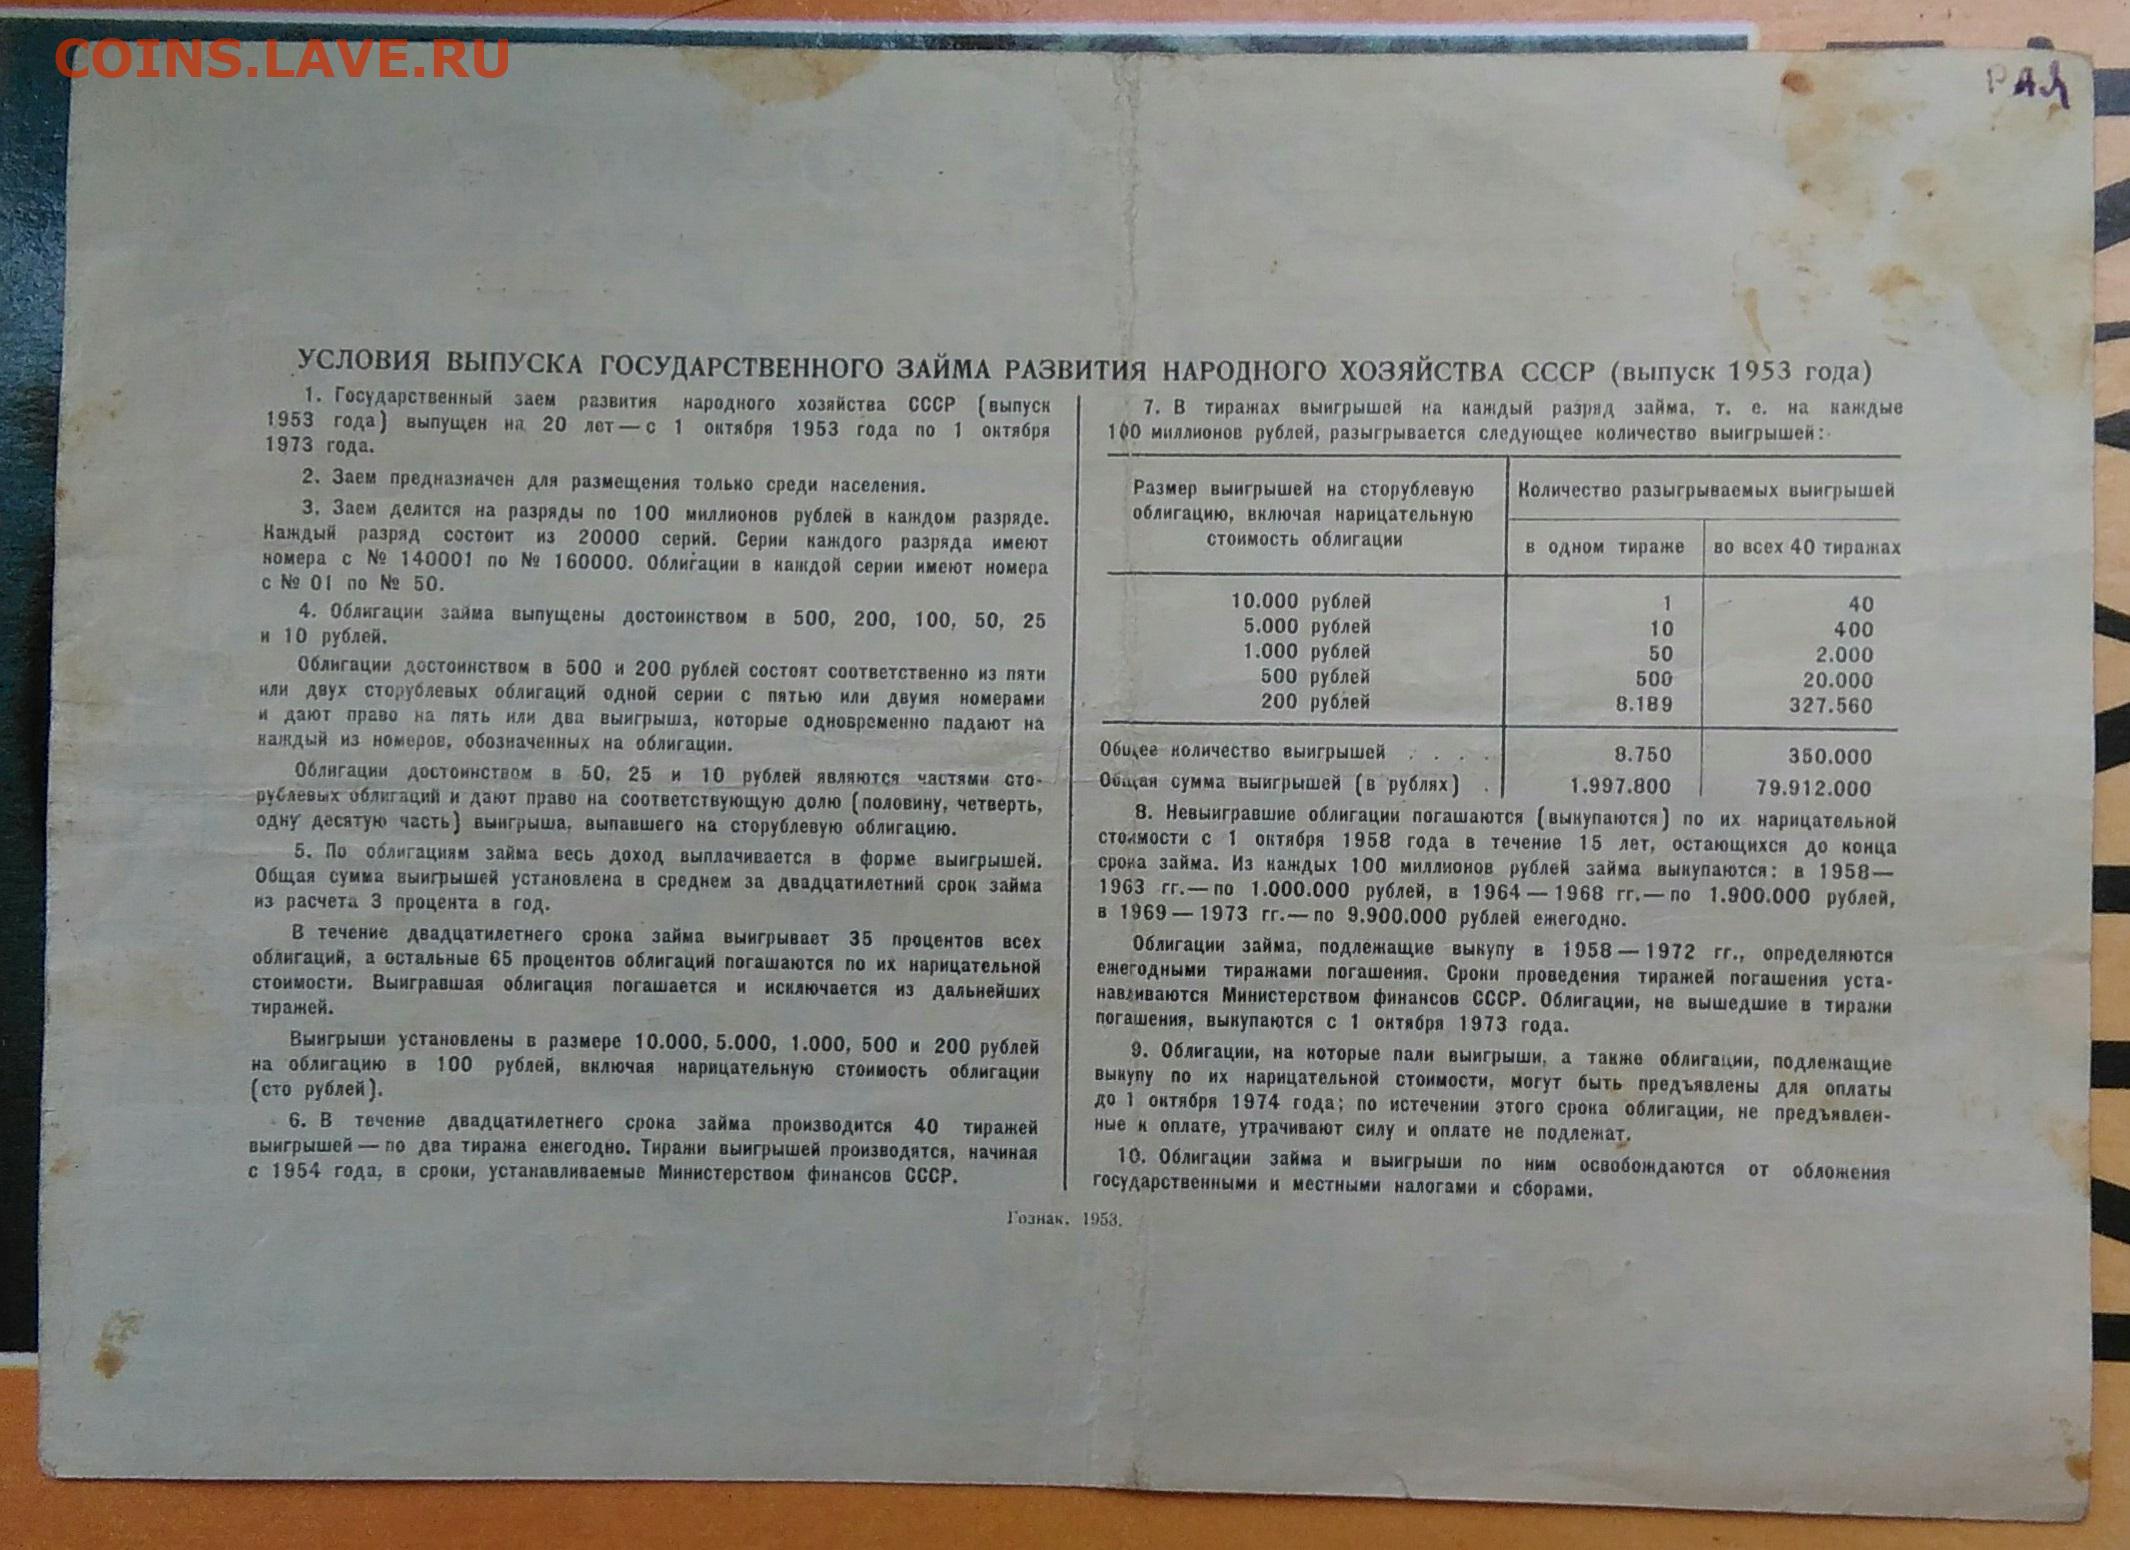 COINS.LAVE.RU
РАЯ
УСЛОВИЯ ВЫПУСКА ГОСУДАРСТВЕННОГО ЗАЙМА РАЗВИТИЯ НАРОДНОГО ХОЗЯЙСТВА СССР (выпуск 1953 года)
1. Государственный заем развития народного хозяйства СССР (выпуск
1953 года) выпущен на 20 лет — с 1 октября 1953 года по 1 октября
1973 года.
2. Заем предназначен для размещения только среди населения.
3. Заем делится на разряды по 100 миллионов рублей в каждом разряде.
Каждый разряд состоит из 20000 серий. Серии каждого разряда имеют
номера с № 140001 по № 160000. Облигации в каждой серии имеют номера
с № 01 по № 50.
4. Облигации займа выпущены достоинством в 500, 200, 100, 50, 25
и 10 рублей.
Облигации достоинством в 500 и 200 рублей состоят соответственно из пяти
или двух сторублевых облигаций одной серии с пятью или двумя номерами
и дают право на пять или два выигрыша, которые одновременно падают на
каждый из номеров, обозначенных на облигации.
Облигации достоинством в 50, 25 и 10 рублей являются частями сто-
рублевых облигаций и дают право на соответствующую долю (половину, четверть,
одну десятую часть) выигрыша, выпавшего на сторублевую облигацию.
5. По облигациям займа весь доход выплачивается в форме выигрышей.
Общая сумма выигрышей установлена в среднем за двадцатилетний срок займа
из расчета 3 процента в год.
В течение двадцатилетнего срока займа выигрывает 35 процентов всех
облигаций, а остальные 65 процентов облигаций погашаются по их нарицательной
стоимости. Выигравшая облигация погашается и исключается из дальнейших
тиражей.
Выигрыши установлены в размере 10.000, 5.000, 1.000, 500 и 200 рублей
на облигацию в 100 рублей, включая нарицательную стоимость облигации
(сто рублей).
6. В течение двадцатилетнего срока займа производится 40 тиражей
выигрышей — по два тиража ежегодно. Тиражи выигрышей производятся, начиная
с 1954 года, в сроки, устанавливаемые Министерством финансов СССР.
7. В тиражах выигрышей на каждый разряд займа, т. е. на каждые
100 миллионов рублей, разыгрывается следующее количество выигрышей:
Размер выигрышей на сторублевую
облигацию, включая нарицательную
стоимость облигации
Количество разыгрываемых выигрышей
в одном тираже во всех 40 тиражах
10.000 рублей 1 40
5.000 рублей 10 400
1.000 рублей 50 2.000
500 рублей 500 20.000
200 рублей 8.189 327.560
Общее количество выигрышей . . . . 8.750 350.000
Общая сумма выигрышей (в рублях) . 1.997.800 79.912.000
8. Невыигравшие облигации погашаются (выкупаются) по их нарицательной
стоимости с 1 октября 1958 года в течение 15 лет, остающихся до конца
срока займа. Из каждых 100 миллионов рублей займа выкупаются: в 1958—
1963 гг.— по 1.000.000 рублей, в 1964 — 1968 гг.— по 1.900.000 рублей,
в 1969 — 1973 гг.— по 9.900.000 рублей ежегодно.
Облигации займа, подлежащие выкупу в 1958 — 1972 гг., определяются
ежегодными тиражами погашения. Сроки проведения тиражей погашения уста-
навливаются Министерством финансов СССР. Облигации, не вышедшие в тиражи
погашения, выкупаются с 1 октября 1973 года.
9. Облигации, на которые пали выигрыши, а также облигации, подлежащие
выкупу по их нарицательной стоимости, могут быть предъявлены для оплаты
до 1 октября 1974 года; по истечении этого срока облигации, не предъявлен-
ные к оплате, утрачивают силу и оплате не подлежат.
10. Облигации займа и выигрыши по ним освобождаются от обложения
государственными и местными налогами и сборами.
Гознак. 1953.